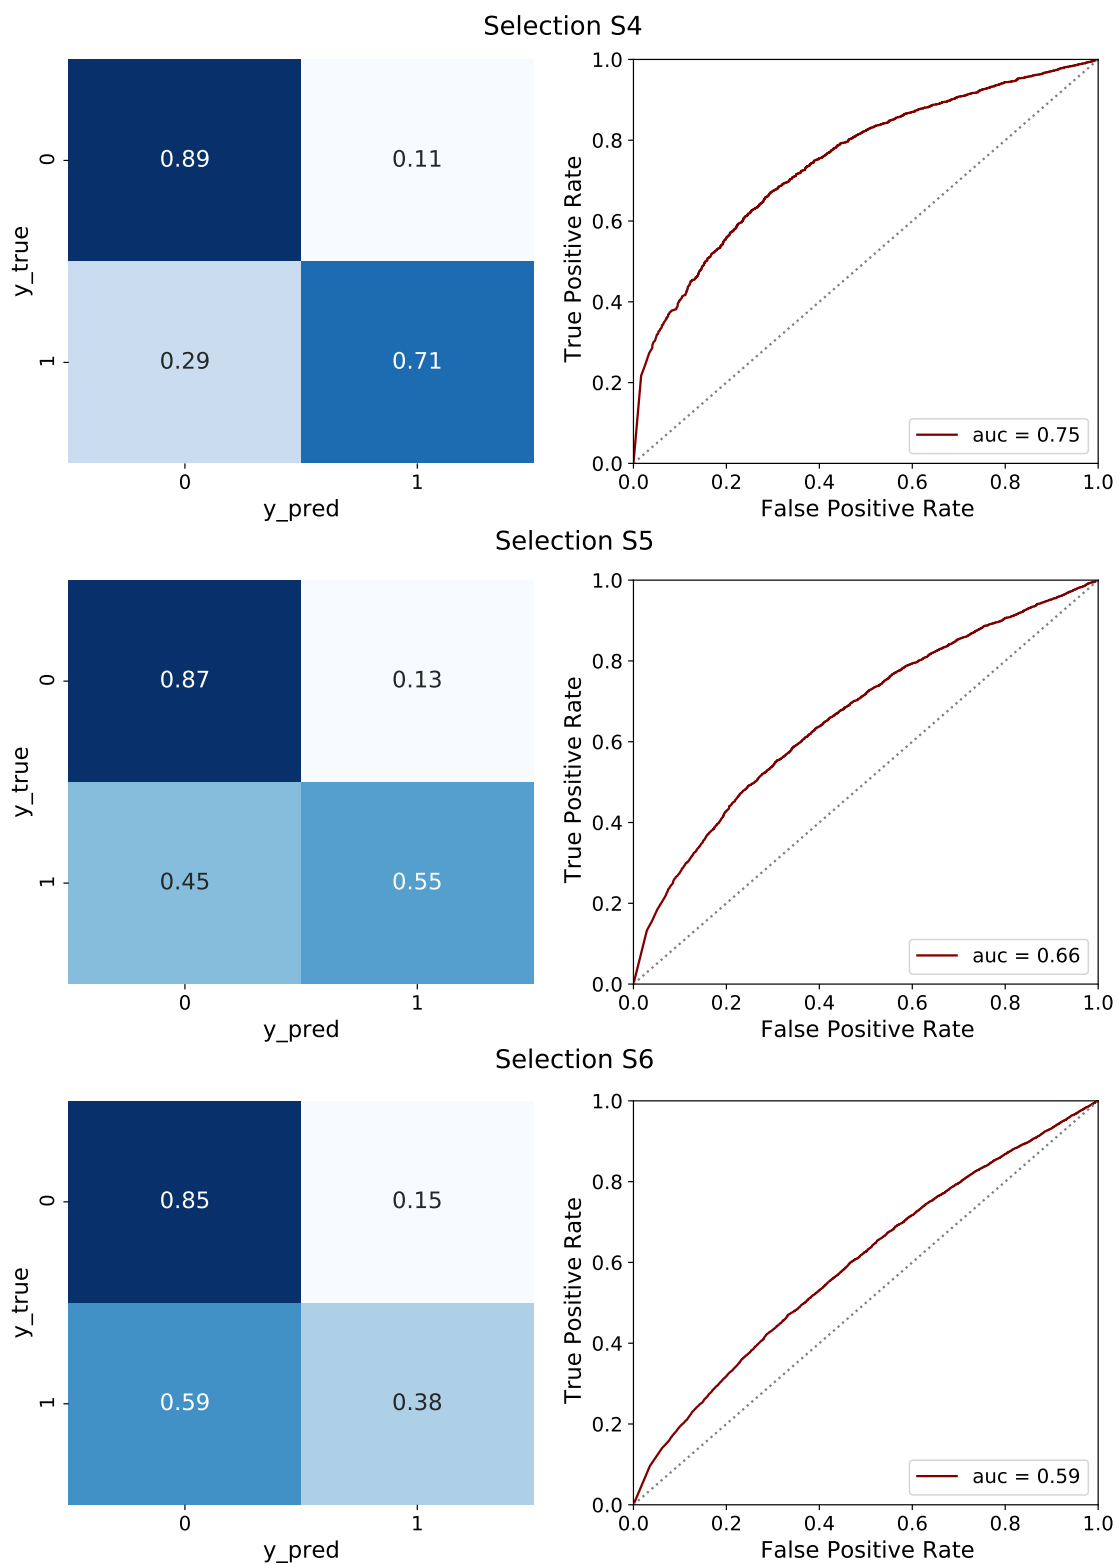 Selection S4
0
0.89
0.11
1
0.29
0.71
y_true
0
1
y_pred
1.0
0.8
0.6
0.4
0.2
0.0
True Positive Rate
auc = 0.75
0.0 0.2 0.4 0.6 0.8 1.0
False Positive Rate
Selection S5
0
0.87
0.13
1
0.45
0.55
y_true
0
1
y_pred
1.0
0.8
0.6
0.4
0.2
0.0
True Positive Rate
auc = 0.66
0.0 0.2 0.4 0.6 0.8 1.0
False Positive Rate
Selection S6
0
0.85
0.15
1
0.59
0.38
y_true
0
1
y_pred
1.0
0.8
0.6
0.4
0.2
0.0
True Positive Rate
auc = 0.59
0.0 0.2 0.4 0.6 0.8 1.0
False Positive Rate